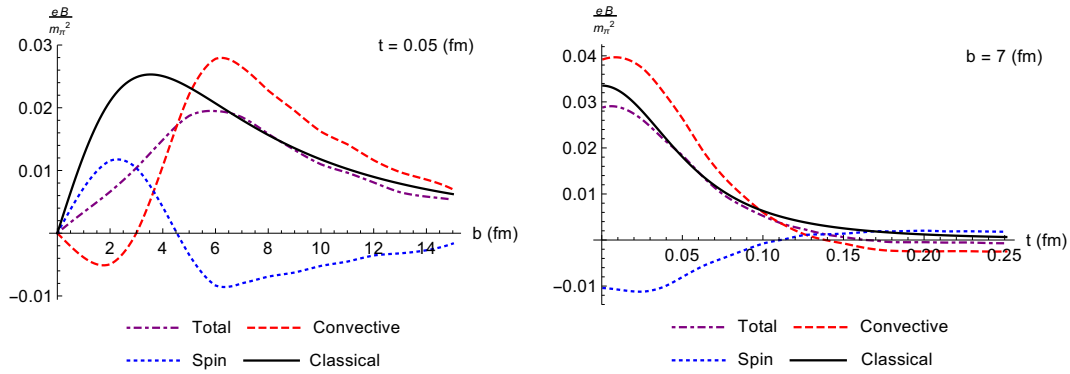 eB
mπ²
0.03
0.02
0.01
-0.01
t = 0.05 (fm)
2 4 6 8 10 12 14
b (fm)
Total Convective
Spin Classical
eB
mπ²
0.04
0.03
0.02
0.01
-0.01
b = 7 (fm)
0.05 0.10 0.15 0.20 0.25
t (fm)
Total Convective
Spin Classical